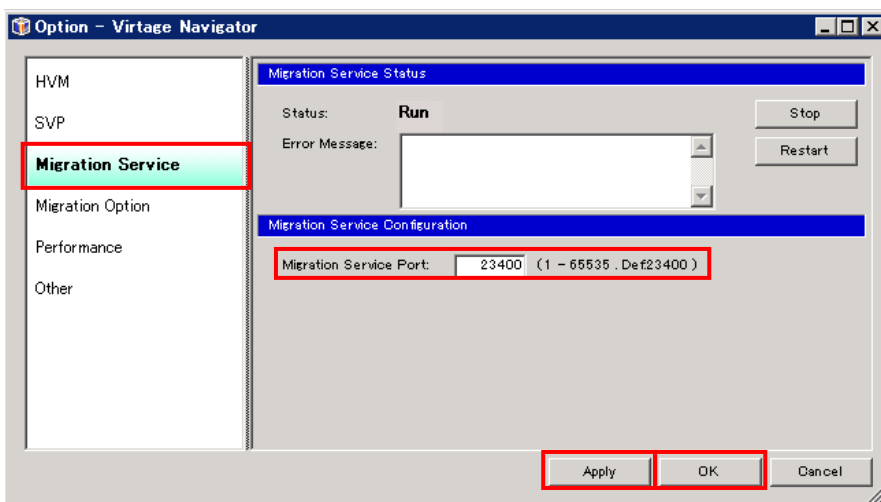 Option - Virtage Navigator
HVM
SVP
Migration Service
Migration Option
Performance
Other
Migration Service Status
Status: Run Stop
Error Message: Restart
Migration Service Configuration
Migration Service Port: 23400 (1 - 65535 . Def23400 )
Apply OK Cancel